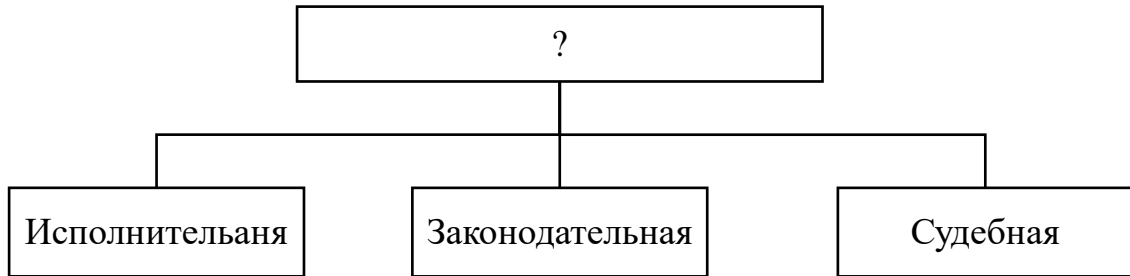 ?
Исполнительаня
Законодательная
Судебная